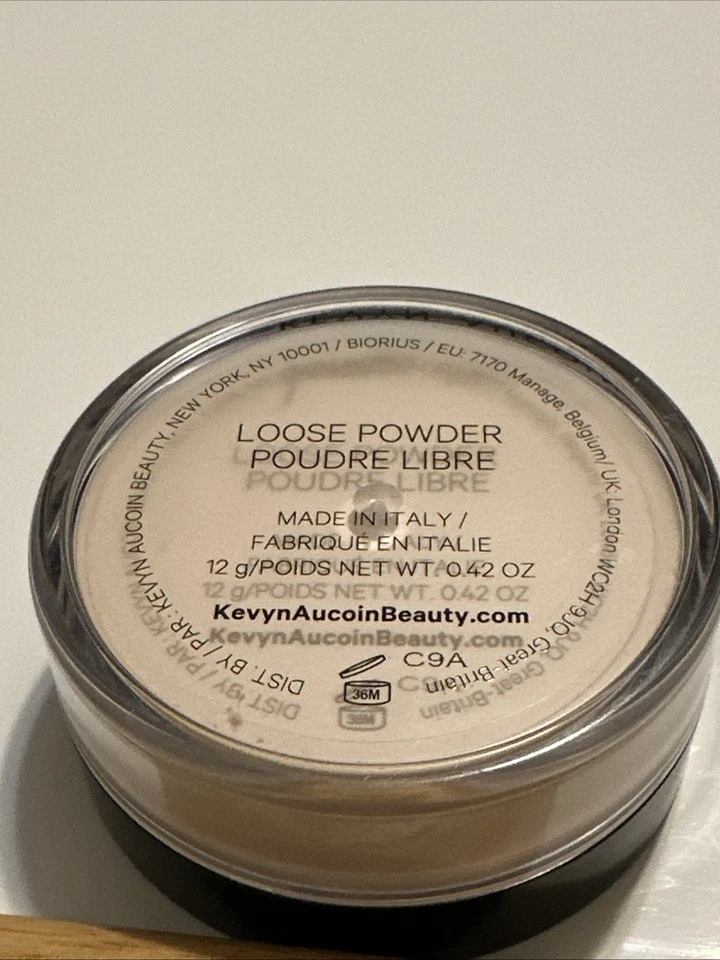 LOOSE POWDER
POUDRE LIBRE
MADE IN ITALY /
FABRIQUÉ EN ITALIE
12 g/POIDS NET WT. 0.42 OZ
KevynAucoinBeauty.com
C9A
36M
DIST. BY / PAR: KEVYN AUCOIN BEAUTY, NEW YORK, NY 10001 / BIORIUS / EU: 7170 Manage, Belgium/ UK: London WC2H 9JQ, Great-Britain